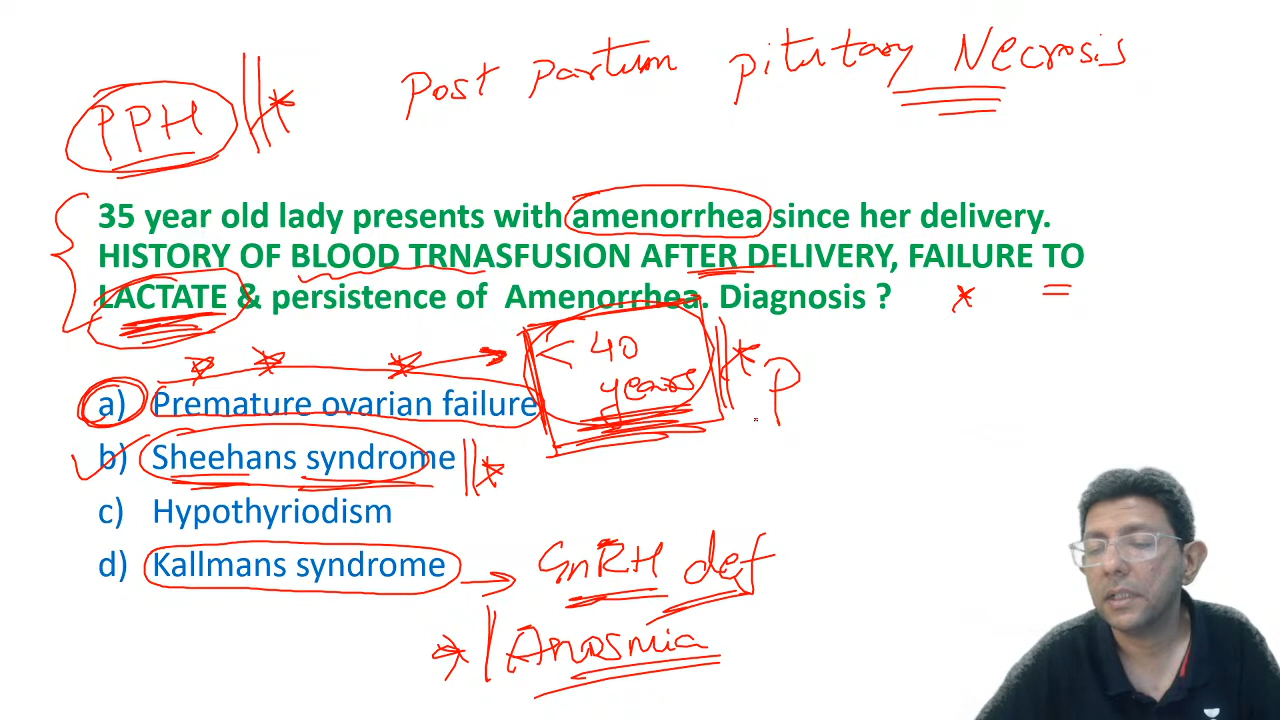 Post partum pitutary Necrosis
PPH
35 year old lady presents with amenorrhea since her delivery.
HISTORY OF BLOOD TRNASFUSION AFTER DELIVERY, FAILURE TO
LACTATE & persistence of Amenorrhea. Diagnosis ?
< 40
years
P
a) Premature ovarian failure
b) Sheehans syndrome
c) Hypothyriodism
d) Kallmans syndrome
GnRH def
Anosmia